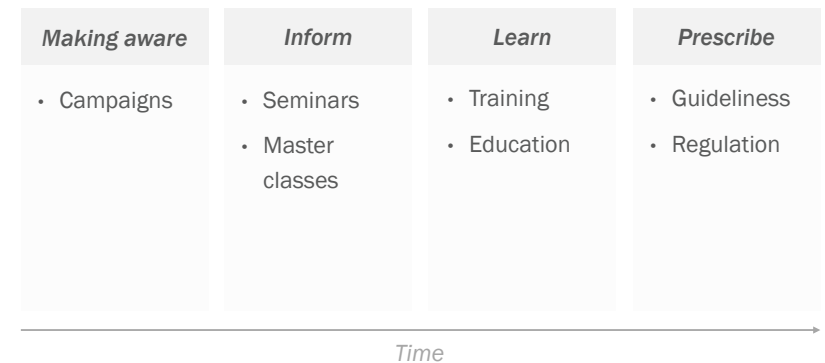 Making aware
• Campaigns
Inform
• Seminars
• Master
classes
Learn
• Training
• Education
Prescribe
• Guideliness
• Regulation
Time